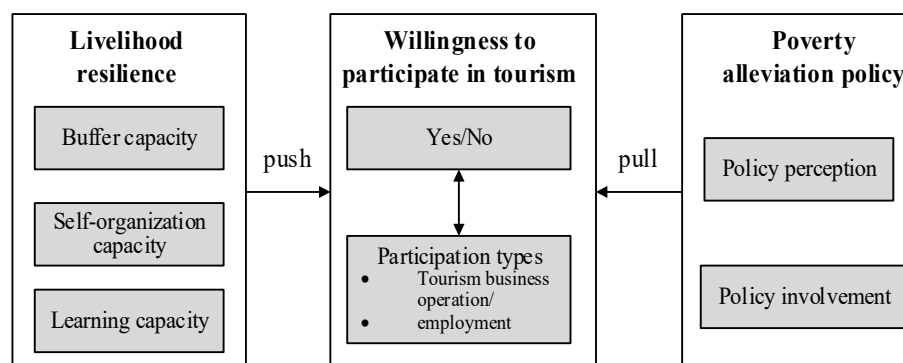 Livelihood
resilience
Buffer capacity
Self-organization
capacity
Learning capacity
push
Willingness to
participate in tourism
Yes/No
Participation types
• Tourism business
operation/
• employment
pull
Poverty
alleviation policy
Policy perception
Policy involvement